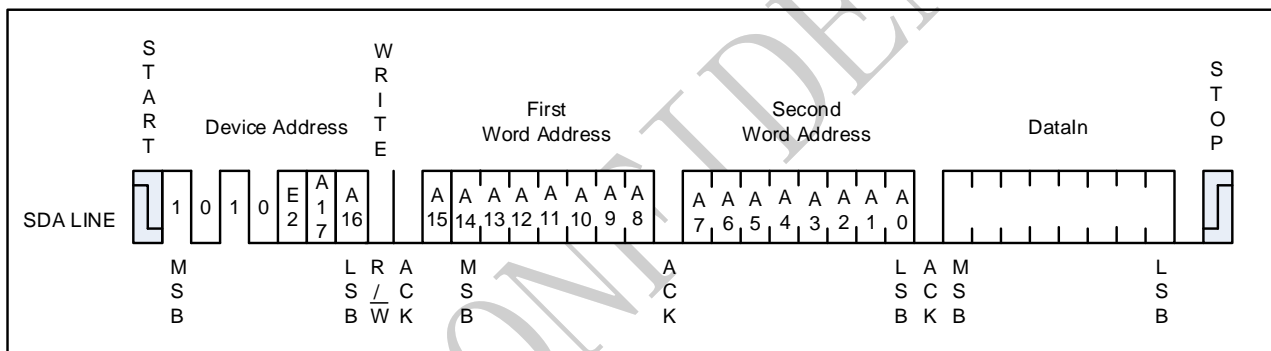 CONFIDEN
START
WRITE
STOP
Device Address
First
Word Address
Second
Word Address
DataIn
SDA LINE
1 0 1 0 E2 A17 A16 A15 A14 A13 A12 A11 A10 A9 A8 A7 A6 A5 A4 A3 A2 A1 A0
MSB LSB R/W ACK MSB ACK LSB ACK MSB LSB